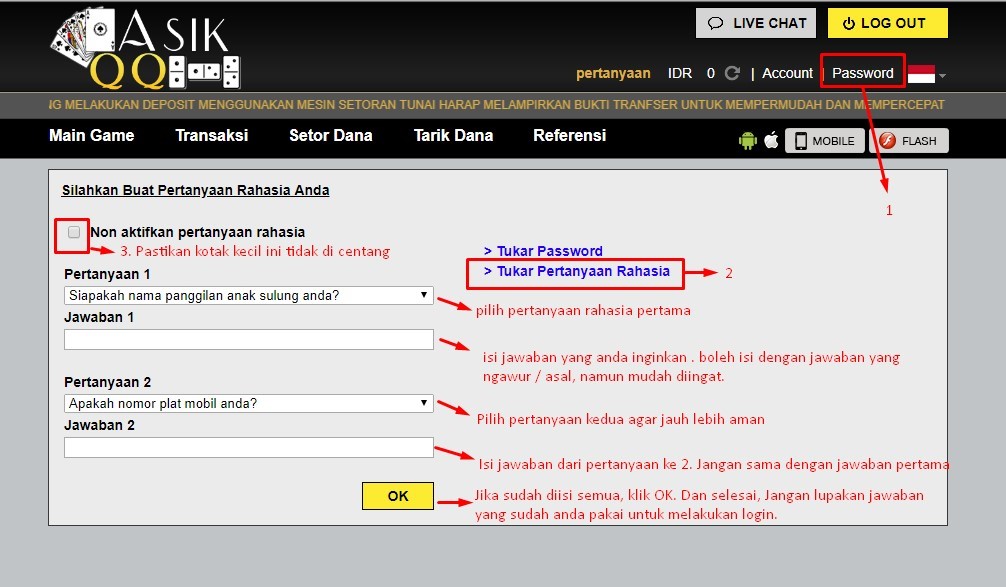 ASIK
QQ
LIVE CHAT
LOG OUT
pertanyaan IDR 0 | Account | Password
NG MELAKUKAN DEPOSIT MENGGUNAKAN MESIN SETORAN TUNAI HARAP MELAMPIRKAN BUKTI TRANFSER UNTUK MEMPERMUDAH DAN MEMPERCEPAT
Main Game Transaksi Setor Dana Tarik Dana Referensi
MOBILE FLASH
1
Silahkan Buat Pertanyaan Rahasia Anda
Non aktifkan pertanyaan rahasia
3. Pastikan kotak kecil ini tidak di centang
> Tukar Password
> Tukar Pertanyaan Rahasia
2
Pertanyaan 1
Siapakah nama panggilan anak sulung anda?
pilih pertanyaan rahasia pertama
Jawaban 1
isi jawaban yang anda inginkan . boleh isi dengan jawaban yang
ngawur / asal, namun mudah diingat.
Pertanyaan 2
Apakah nomor plat mobil anda?
Pilih pertanyaan kedua agar jauh lebih aman
Jawaban 2
Isi jawaban dari pertanyaan ke 2. Jangan sama dengan jawaban pertama
OK
Jika sudah diisi semua, klik OK. Dan selesai, Jangan lupakan jawaban
yang sudah anda pakai untuk melakukan login.